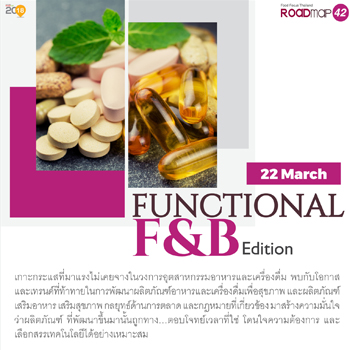 Food Focus Thailand
ROADMAP 42
22 March
FUNCTIONAL
F&B Edition
เกาะกระแสที่มาแรงไม่เคยจางในวงการอุตสาหกรรมอาหารและเครื่องดื่ม พบกับโอกาส
และเทรนด์ที่ท้าทายในการพัฒนาผลิตภัณฑ์อาหารและเครื่องดื่มเพื่อสุขภาพ และผลิตภัณฑ์
เสริมอาหาร เสริมสุขภาพ กลยุทธ์ด้านการตลาด และกฎหมายที่เกี่ยวข้อง มาสร้างความมั่นใจ
ว่าผลิตภัณฑ์ ที่พัฒนาขึ้นมานั้นถูกทาง...ตอบโจทย์เวลาที่ใช่ โดนใจความต้องการ และ
เลือกสรรเทคโนโลยีได้อย่างเหมาะสม